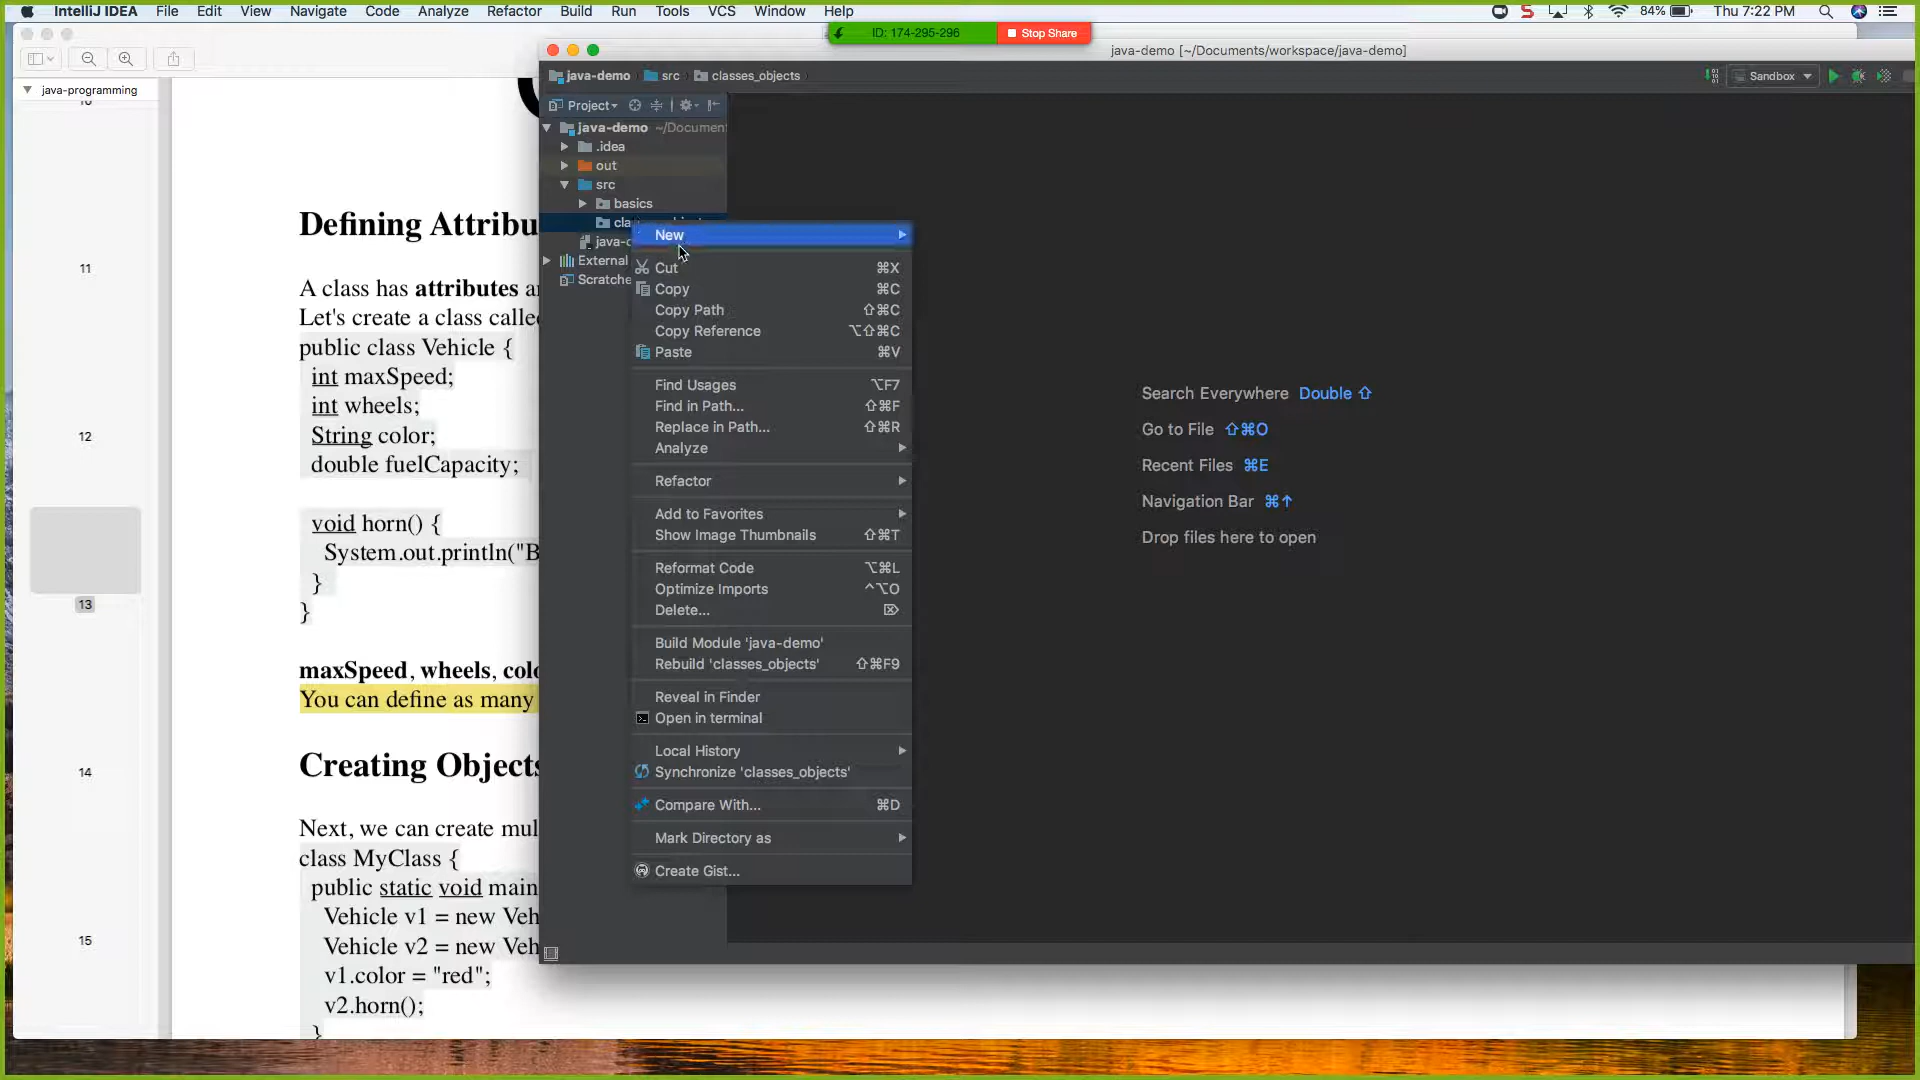 IntelliJ IDEA File Edit View Navigate Code Analyze Refactor Build Run Tools VCS Window Help
84% Thu 7:22 PM
ID: 174-295-296 Stop Share
java-demo [~/Documents/workspace/java-demo]
java-demo src classes_objects
Sandbox
java-programming
11
12
13
14
15
Defining Attribu
A class has attributes a
Let's create a class calle
public class Vehicle {
int maxSpeed;
int wheels;
String color;
double fuelCapacity;
void horn() {
System.out.println("B
}
}
maxSpeed, wheels, colo
You can define as many
Creating Objects
Next, we can create mul
class MyClass {
public static void main
Vehicle v1 = new Veh
Vehicle v2 = new Veh
v1.color = "red";
v2.horn();
}
Project
java-demo ~/Document
.idea
out
src
basics
java-d
External
Scratche
New
Cut ⌘X
Copy ⌘C
Copy Path ⇧⌘C
Copy Reference ⌥⇧⌘C
Paste ⌘V
Find Usages ⌥F7
Find in Path... ⇧⌘F
Replace in Path... ⇧⌘R
Analyze
Refactor
Add to Favorites
Show Image Thumbnails ⇧⌘T
Reformat Code ⌥⌘L
Optimize Imports ^⌥O
Delete... ⌦
Build Module 'java-demo'
Rebuild 'classes_objects' ⇧⌘F9
Reveal in Finder
Open in terminal
Local History
Synchronize 'classes_objects'
Compare With... ⌘D
Mark Directory as
Create Gist...
Search Everywhere Double ⇧
Go to File ⇧⌘O
Recent Files ⌘E
Navigation Bar ⌘↑
Drop files here to open